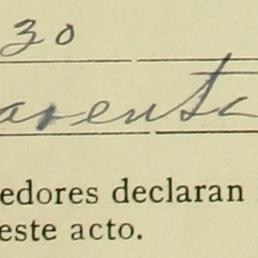 30
arenta
edores declaran
este acto.